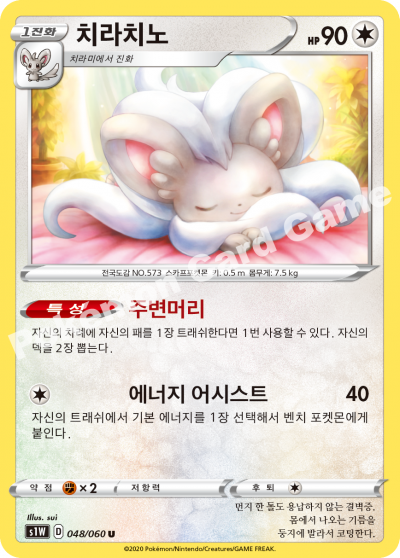 1진화
치라치노
HP 90
치라미에서 진화
전국도감 NO.573 스카프포켓몬 키: 0.5 m 몸무게: 7.5 kg
특성 주변머리
자신의 차례에 자신의 패를 1장 트래쉬한다면 1번 사용할 수 있다. 자신의
덱을 2장 뽑는다.
에너지 어시스트 40
자신의 트래쉬에서 기본 에너지를 1장 선택해서 벤치 포켓몬에게
붙인다.
약점 ×2 저항력 후퇴
Illus. sui
먼지 한 톨도 용납하지 않는 결벽증.
몸에서 나오는 기름을
둥지에 발라서 코팅한다.
s1W D 048/060 U
©2020 Pokémon/Nintendo/Creatures/GAME FREAK.
Pokémon Card Game